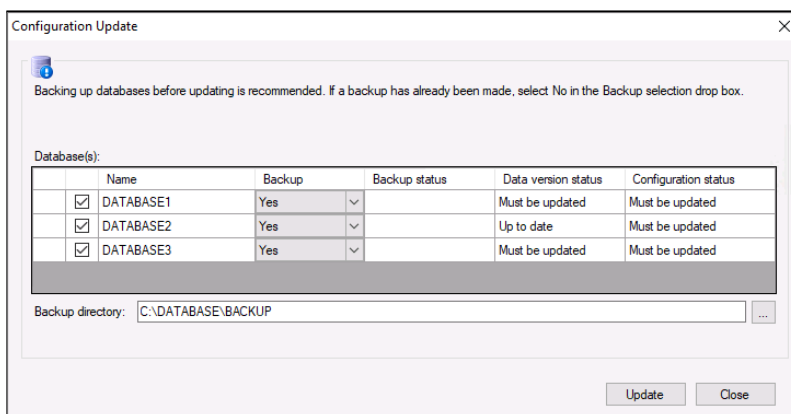 Configuration Update
Backing up databases before updating is recommended. If a backup has already been made, select No in the Backup selection drop box.
Database(s):
Name Backup Backup status Data version status Configuration status
DATABASE1 Yes Must be updated Must be updated
DATABASE2 Yes Up to date Must be updated
DATABASE3 Yes Must be updated Must be updated
Backup directory: C:\DATABASE\BACKUP ...
Update Close